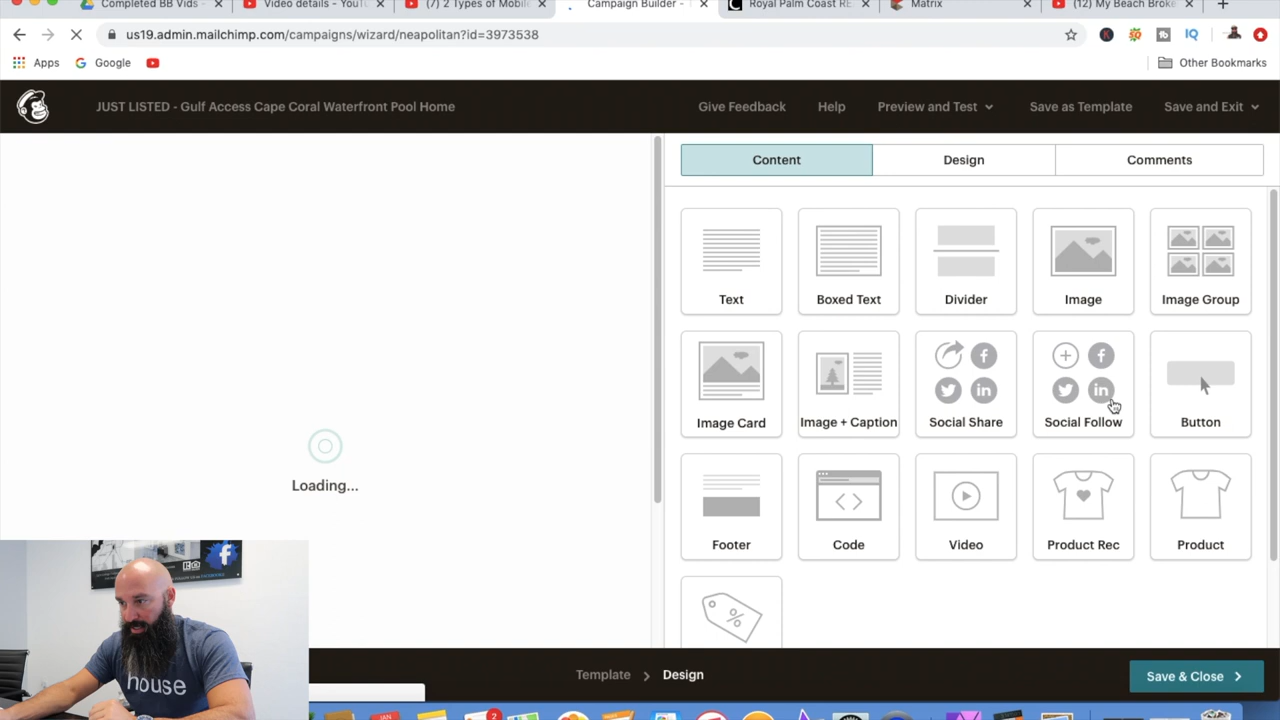 Completed BB Vids -
Video details - YouTu
(7) 2 Types of Mobile
Campaign Builder -
Royal Palm Coast RE
Matrix
(12) My Beach Broke
us19.admin.mailchimp.com/campaigns/wizard/neapolitan?id=3973538
Apps
Google
Other Bookmarks
JUST LISTED - Gulf Access Cape Coral Waterfront Pool Home
Give Feedback
Help
Preview and Test
Save as Template
Save and Exit
Content
Design
Comments
Text
Boxed Text
Divider
Image
Image Group
Image Card
Image + Caption
Social Share
Social Follow
Button
Loading...
Footer
Code
Video
Product Rec
Product
house
Template
Design
Save & Close
JAN
2